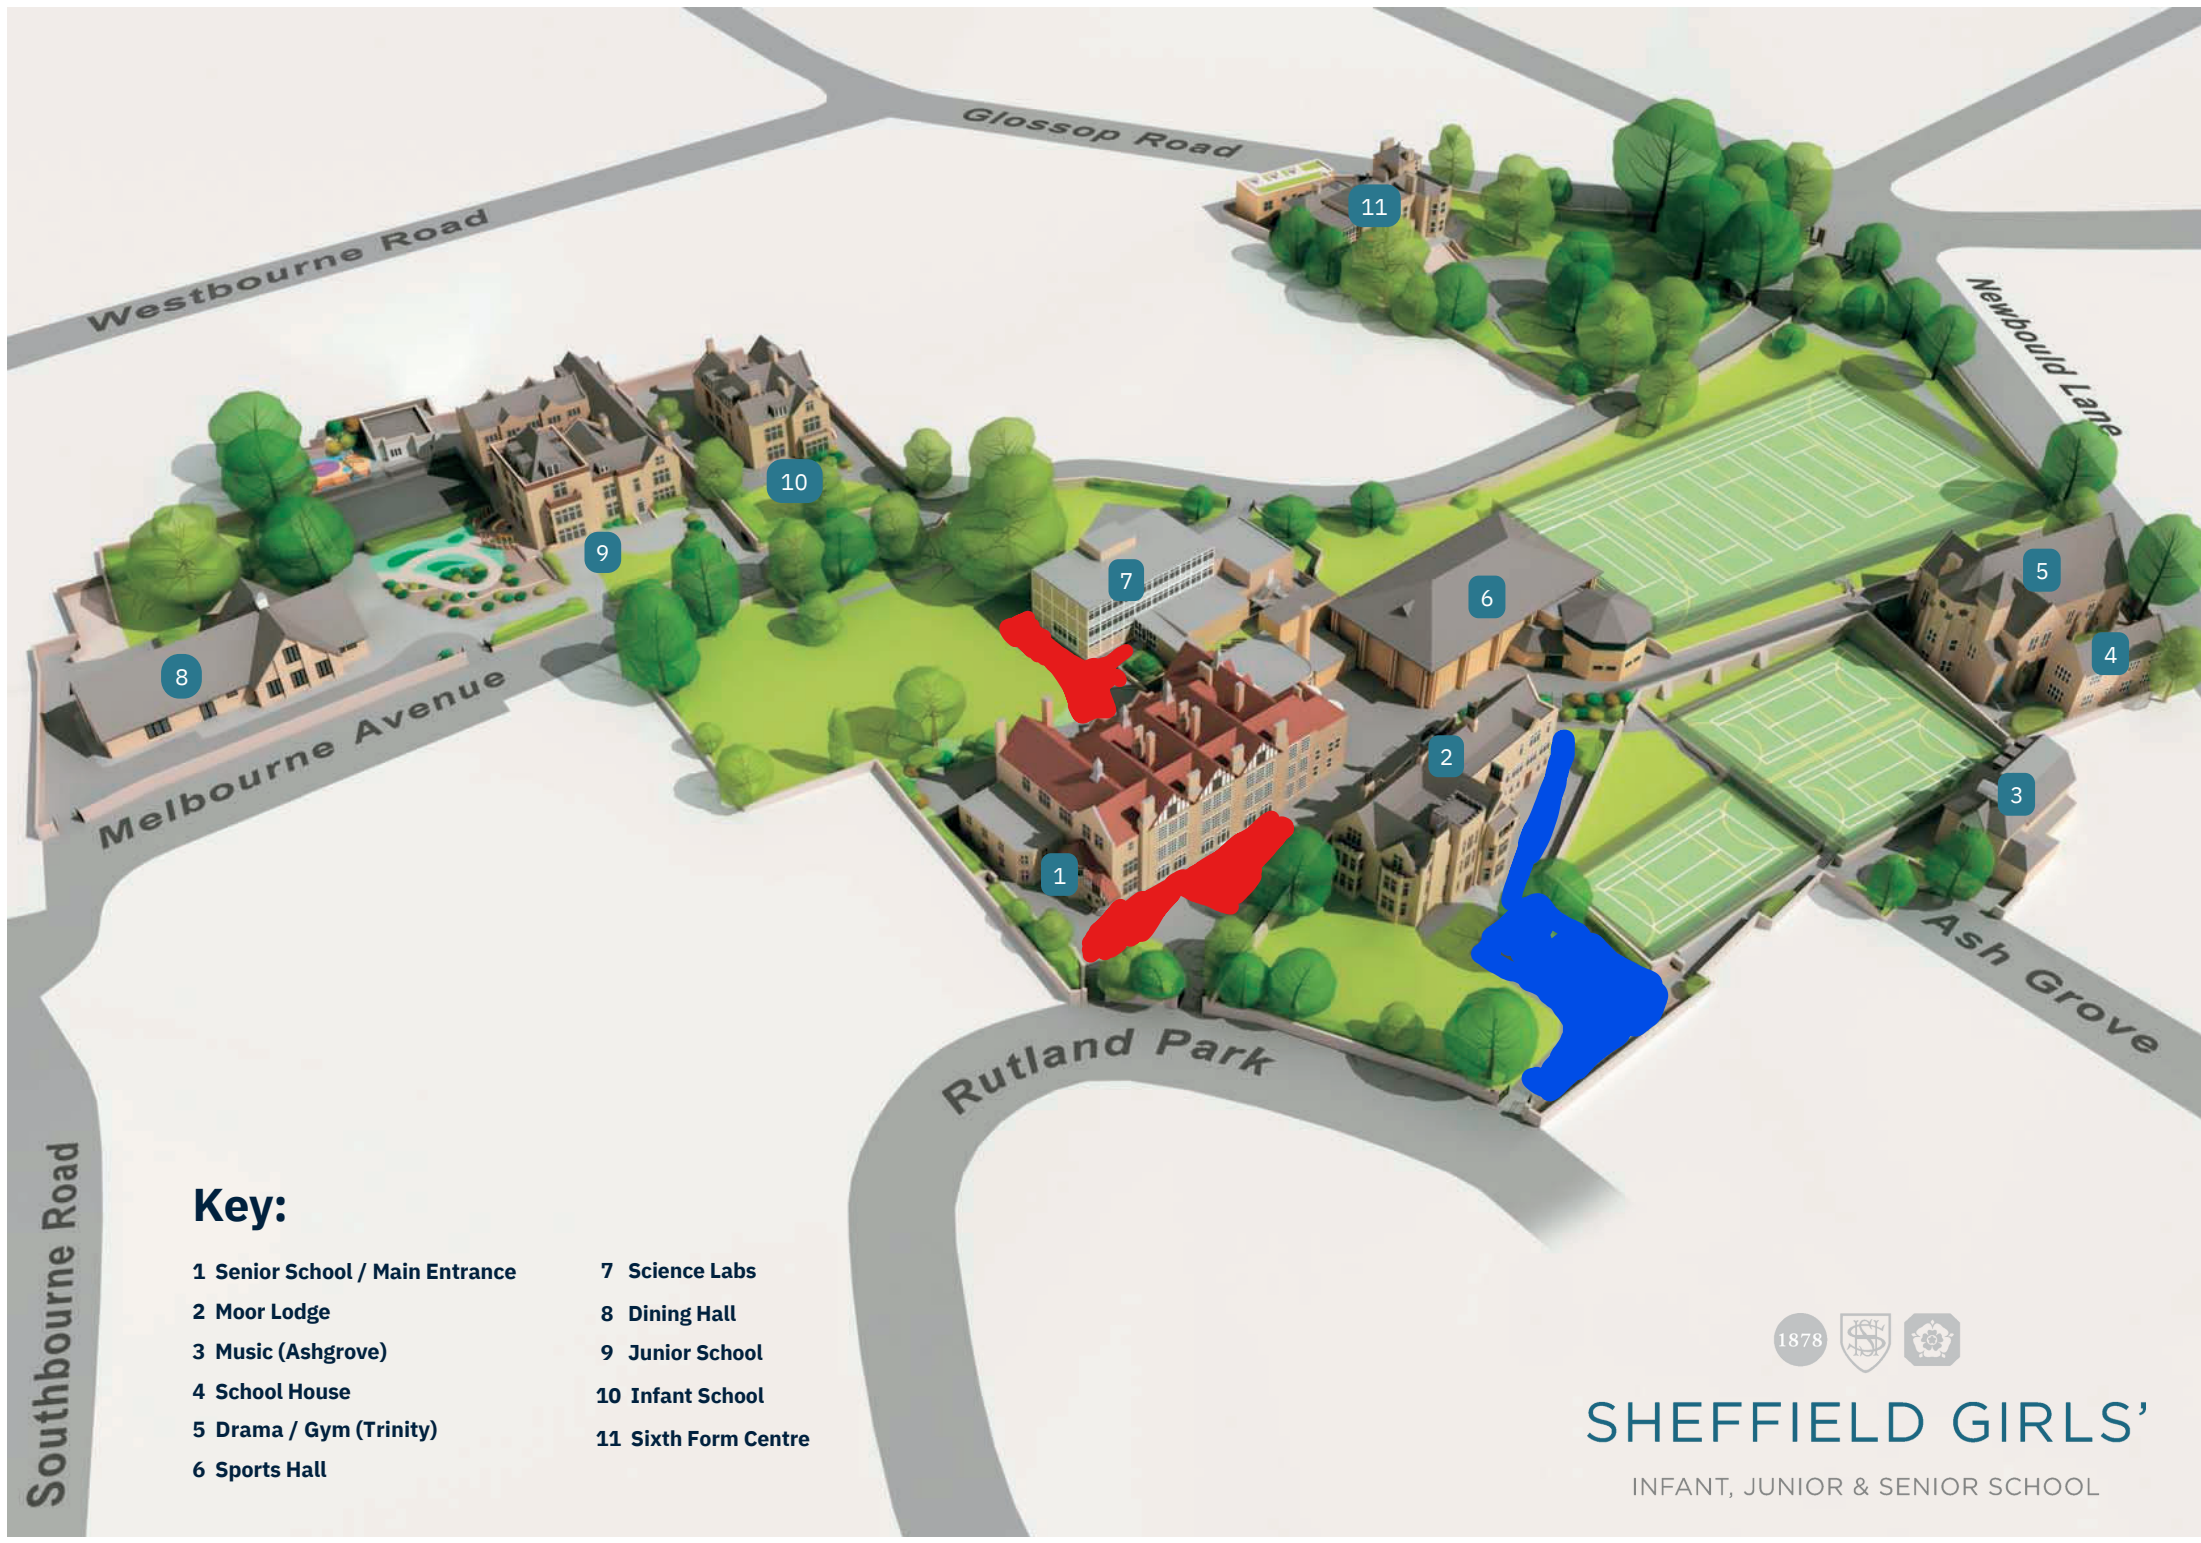 Glossop Road
Westbourne Road
Newbould Lane
11
10
9
8
7
6
5
4
3
2
1
Melbourne Avenue
Ash Grove
Rutland Park
Southbourne Road
Key:
1 Senior School / Main Entrance
2 Moor Lodge
3 Music (Ashgrove)
4 School House
5 Drama / Gym (Trinity)
6 Sports Hall
7 Science Labs
8 Dining Hall
9 Junior School
10 Infant School
11 Sixth Form Centre
1878
SHEFFIELD GIRLS'
INFANT, JUNIOR & SENIOR SCHOOL